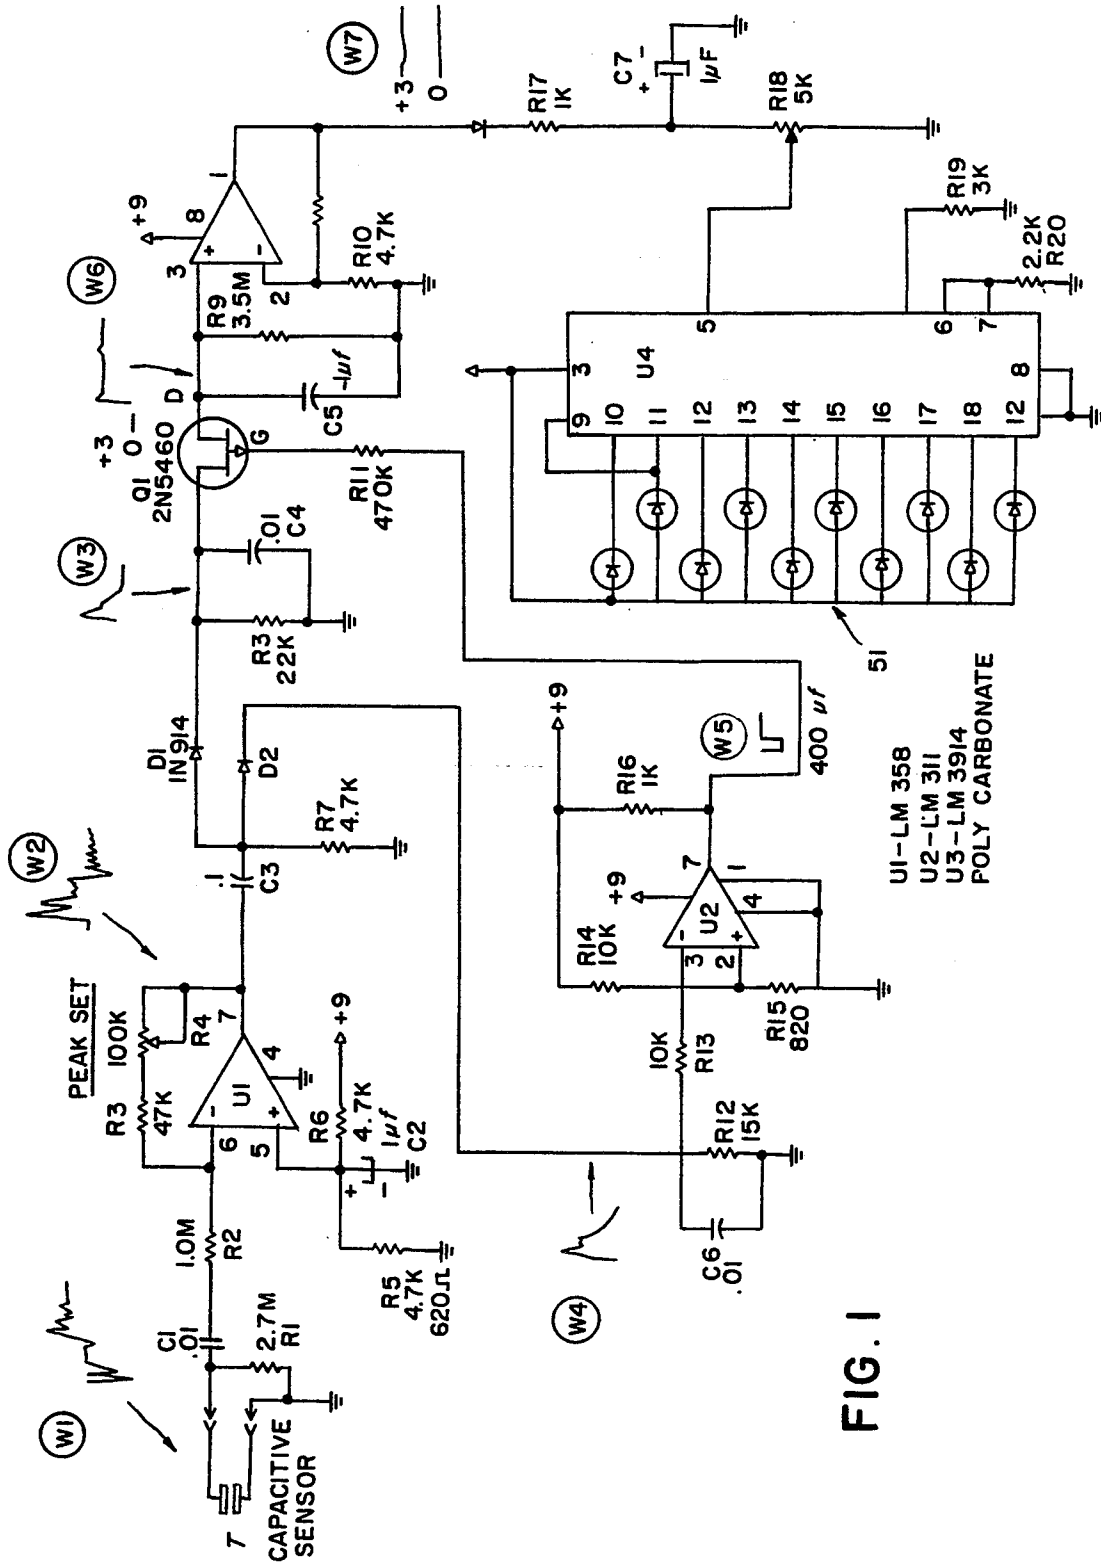 W1
T
CAPACITIVE
SENSOR
C1
.01
2.7M
R1
1.0M
R2
PEAK SET
R3
47K
100K
R4
6
5
-
+
U1
7
4
R6
4.7K
+9
+
-
1µf
C2
R5
4.7K
620Ω
W2
.1
C3
R7
4.7K
D1
1N914
D2
W3
R3
22K
.01
C4
Q1
2N5460
+3
0
D
G
W6
R11
470K
C5
.1µf
R9
3.5M
3
2
+
-
8
+9
1
R10
4.7K
W7
+3
0
R17
1K
C7
+
-
1µF
R18
5K
W4
R12
15K
C6
.01
10K
R13
R14
10K
R15
820
3
2
-
+
U2
+9
7
1
4
R16
1K
+9
W5
400 µf
51
9
3
U4
5
10
11
12
13
14
15
16
17
18
12
6
7
8
R19
3K
2.2K
R20
U1-LM 358
U2-LM 311
U3-LM 3914
POLY CARBONATE
FIG. 1